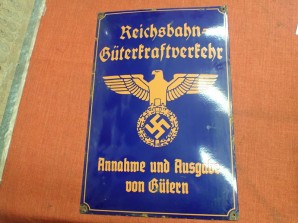 Reichsbahn-
Güterkraftverkehr
Annahme und Ausgabe
von Gütern